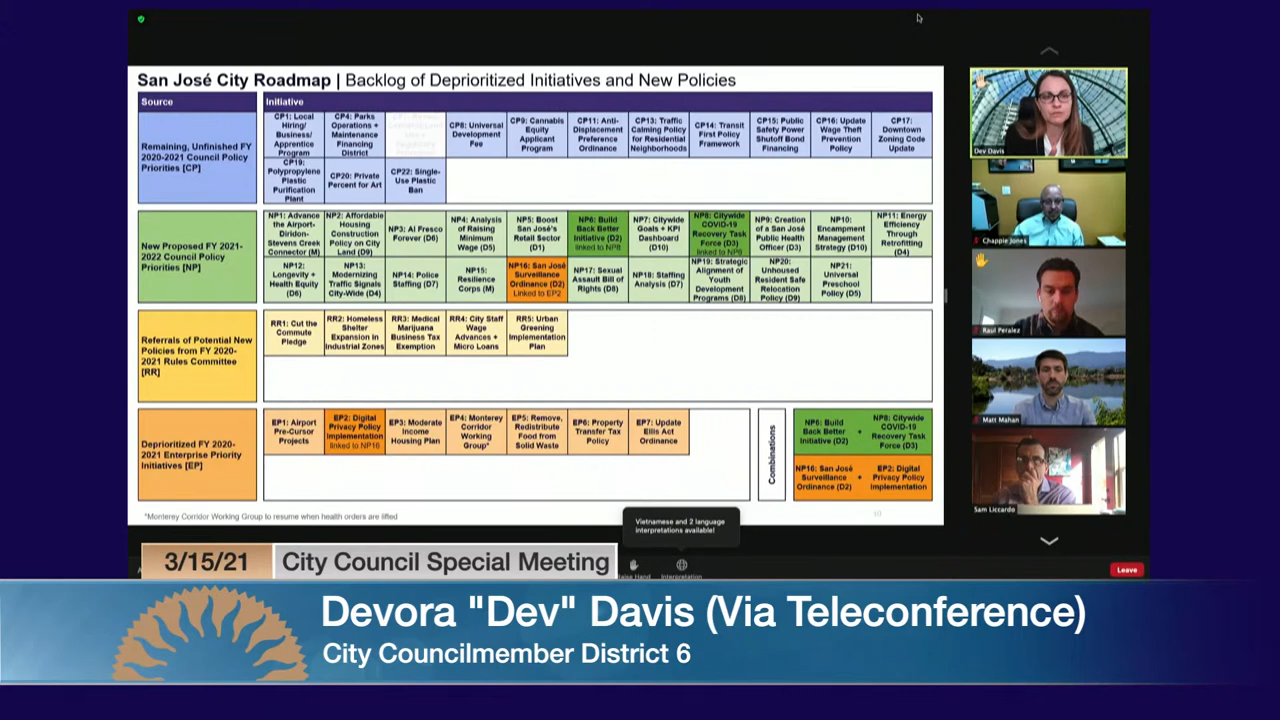 San José City Roadmap | Backlog of Deprioritized Initiatives and New Policies
Source
Initiative
Remaining, Unfinished FY
2020-2021 Council Policy
Priorities [CP]
CP1: Local
Hiring/
Business/
Apprentice
Program
CP4: Parks
Operations +
Maintenance
Financing
District
CP8: Universal
Development
Fee
CP9: Cannabis
Equity
Applicant
Program
CP11: Anti-
Displacement
Preference
Ordinance
CP13: Traffic
Calming Policy
for Residential
Neighborhoods
CP14: Transit
First Policy
Framework
CP15: Public
Safety Power
Shutoff Bond
Financing
CP16: Update
Wage Theft
Prevention
Policy
CP17:
Downtown
Zoning Code
Update
CP19:
Polypropylene
Plastic
Purification
Plant
CP20: Private
Percent for Art
CP22: Single-
Use Plastic
Ban
New Proposed FY 2021-
2022 Council Policy
Priorities [NP]
NP1: Advance
the Airport-
Diridon-
Stevens Creek
Connector (M)
NP2: Affordable
Housing
Construction
Policy on City
Land (D9)
NP3: Al Fresco
Forever (D6)
NP4: Analysis
of Raising
Minimum
Wage (D5)
NP5: Boost
San José's
Retail Sector
(D1)
NP6: Build
Back Better
Initiative (D2)
linked to NP8
NP7: Citywide
Goals + KPI
Dashboard
(D10)
NP8: Citywide
COVID-19
Recovery Task
Force (D3)
linked to NP6
NP9: Creation
of a San José
Public Health
Officer (D3)
NP10:
Encampment
Management
Strategy (D10)
NP11: Energy
Efficiency
Through
Retrofitting
(D4)
NP12:
Longevity +
Health Equity
(D6)
NP13:
Modernizing
Traffic Signals
City-Wide (D4)
NP14: Police
Staffing (D7)
NP15:
Resilience
Corps (M)
NP16: San José
Surveillance
Ordinance (D2)
Linked to EP2
NP17: Sexual
Assault Bill of
Rights (D8)
NP18: Staffing
Analysis (D7)
NP19: Strategic
Alignment of
Youth
Development
Programs (D8)
NP20:
Unhoused
Resident Safe
Relocation
Policy (D9)
NP21:
Universal
Preschool
Policy (D5)
Referrals of Potential New
Policies from FY 2020-
2021 Rules Committee
[RR]
RR1: Cut the
Commute
Pledge
RR2: Homeless
Shelter
Expansion in
Industrial Zones
RR3: Medical
Marijuana
Business Tax
Exemption
RR4: City Staff
Wage
Advances +
Micro Loans
RR5: Urban
Greening
Implementation
Plan
Deprioritized FY 2020-
2021 Enterprise Priority
Initiatives [EP]
EP1: Airport
Pre-Cursor
Projects
EP2: Digital
Privacy Policy
Implementation
linked to NP16
EP3: Moderate
Income
Housing Plan
EP4: Monterey
Corridor
Working
Group*
EP5: Remove,
Redistribute
Food from
Solid Waste
EP6: Property
Transfer Tax
Policy
EP7: Update
Ellis Act
Ordinance
Combinations
NP6: Build
Back Better
Initiative (D2)
+
NP8: Citywide
COVID-19
Recovery Task
Force (D3)
NP16: San José
Surveillance
Ordinance (D2)
+
EP2: Digital
Privacy Policy
Implementation
*Monterey Corridor Working Group to resume when health orders are lifted
10
Dev Davis
Chappie Jones
Raul Peralez
Matt Mahan
Sam Liccardo
Vietnamese and 2 language
interpretations available!
Raise Hand
Interpretation
Leave
3/15/21
City Council Special Meeting
Devora "Dev" Davis (Via Teleconference)
City Councilmember District 6